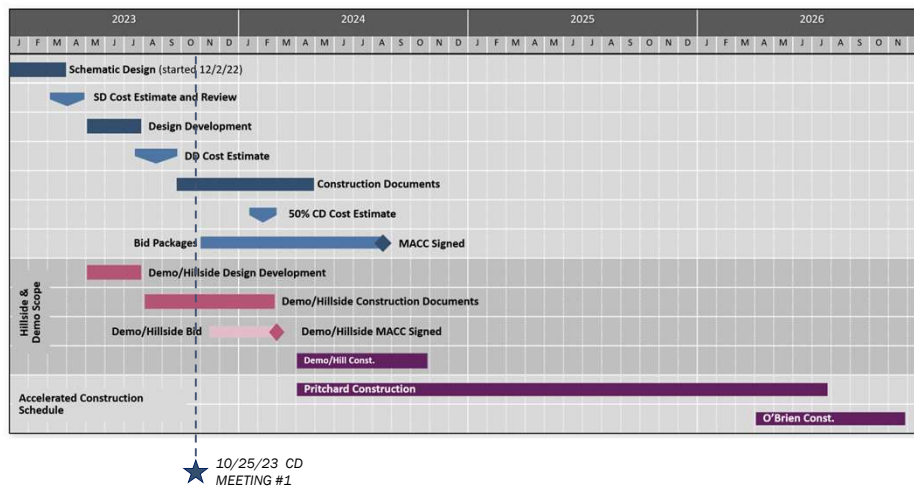 2023 2024 2025 2026
J F M A M J J A S O N D J F M A M J J A S O N D J F M A M J J A S O N D J F M A M J J A S O N
Schematic Design (started 12/2/22)
SD Cost Estimate and Review
Design Development
DD Cost Estimate
Construction Documents
50% CD Cost Estimate
Bid Packages MACC Signed
Hillside &
Demo Scope
Demo/Hillside Design Development
Demo/Hillside Construction Documents
Demo/Hillside Bid Demo/Hillside MACC Signed
Demo/Hill Const.
Accelerated Construction
Schedule
Pritchard Construction
O'Brien Const.
10/25/23 CD
MEETING #1